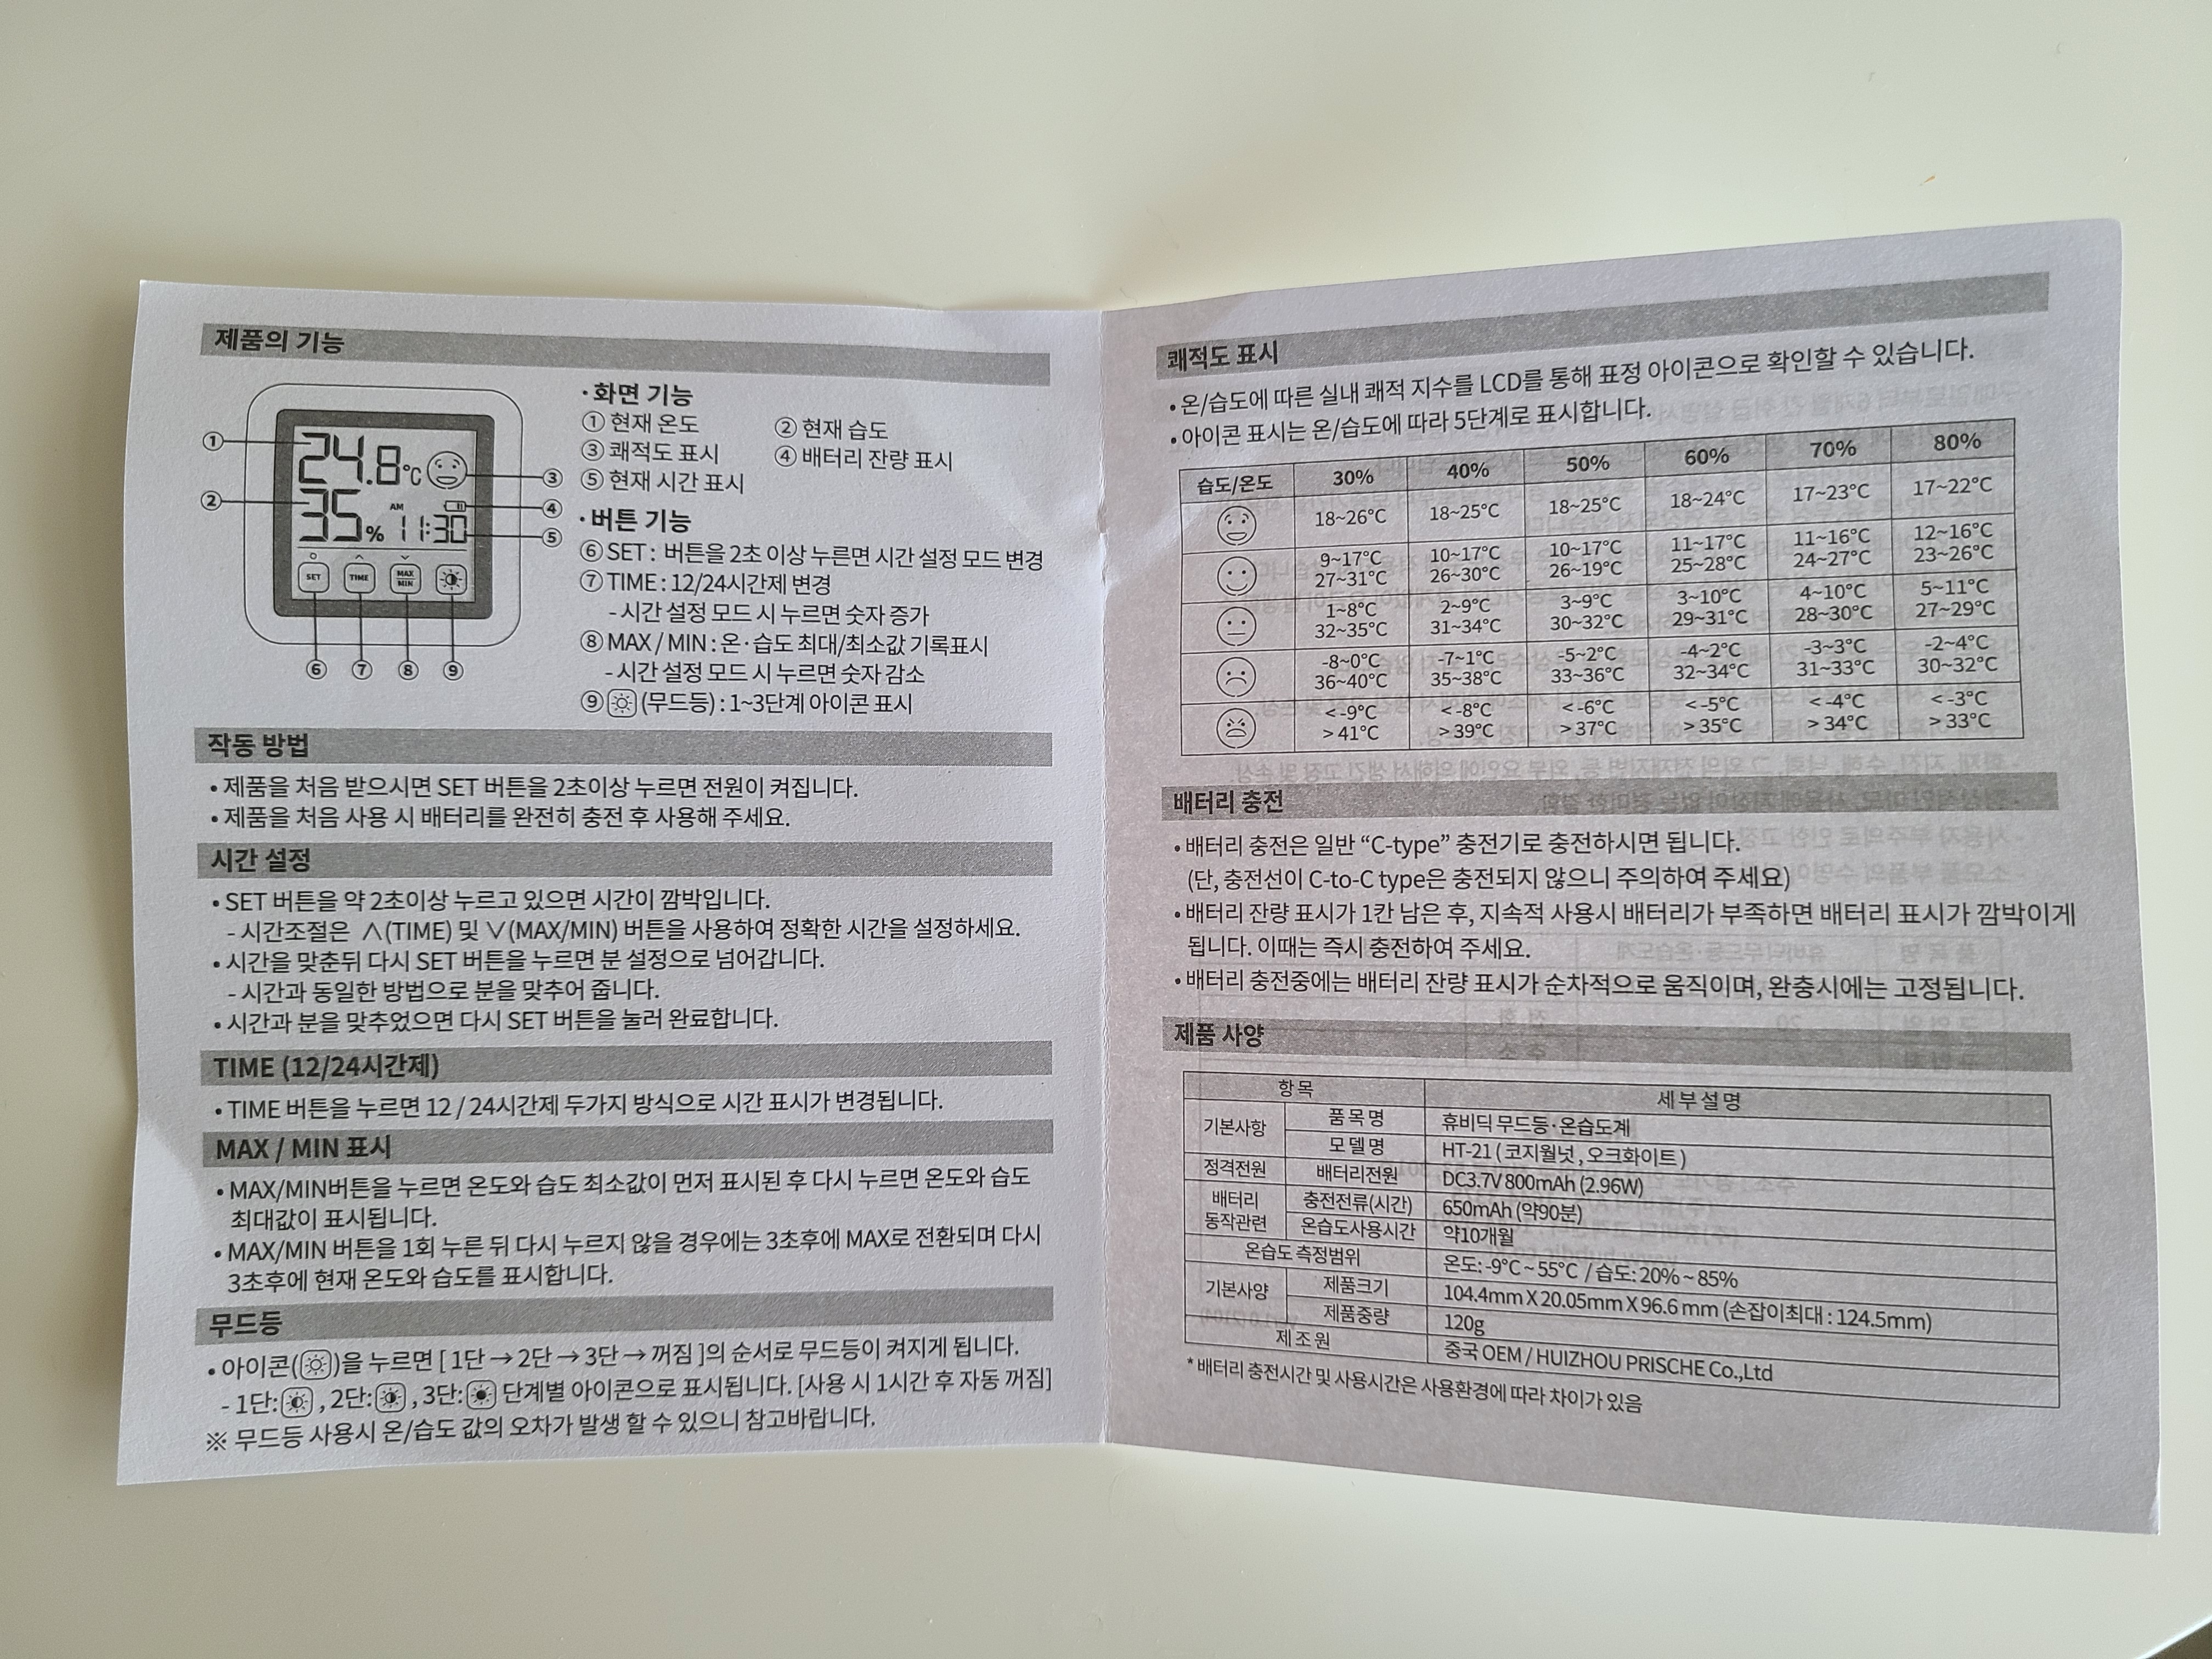 제품의 기능
24.8°C
35% AM 11:30
SET TIME MAX MIN
①
②
③
④
⑤
⑥ ⑦ ⑧ ⑨
· 화면 기능
① 현재 온도 ② 현재 습도
③ 쾌적도 표시 ④ 배터리 잔량 표시
⑤ 현재 시간 표시
· 버튼 기능
⑥ SET : 버튼을 2초 이상 누른면 시간 설정 모드 변경
⑦ TIME : 12/24시간제 변경
- 시간 설정 모드 시 누르면 숫자 증가
⑧ MAX / MIN : 온·습도 최대/최소값 기록표시
- 시간 설정 모드 시 누르면 숫자 감소
⑨ (무드등) : 1~3단계 아이콘 표시
작동 방법
• 제품을 처음 받으시면 SET 버튼을 2초이상 누르면 전원이 켜집니다.
• 제품을 처음 사용 시 배터리를 완전히 충전 후 사용해 주세요.
시간 설정
• SET 버튼을 약 2초이상 누르고 있으면 시간이 깜박입니다.
- 시간조절은 ∧(TIME) 및 ∨(MAX/MIN) 버튼을 사용하여 정확한 시간을 설정하세요.
• 시간을 맞춘뒤 다시 SET 버튼을 누르면 분 설정으로 넘어갑니다.
- 시간과 동일한 방법으로 분을 맞추어 줍니다.
• 시간과 분을 맞추었으면 다시 SET 버튼을 눌러 완료합니다.
TIME (12/24시간제)
• TIME 버튼을 누르면 12 / 24시간제 두가지 방식으로 시간 표시가 변경됩니다.
MAX / MIN 표시
• MAX/MIN버튼을 누르면 온도와 습도 최소값이 먼저 표시된 후 다시 누르면 온도와 습도
최대값이 표시됩니다.
• MAX/MIN 버튼을 1회 누른 뒤 다시 누르지 않을 경우에는 3초후에 MAX로 전환되며 다시
3초후에 현재 온도와 습도를 표시합니다.
무드등
• 아이콘( )을 누르면 [ 1단 → 2단 → 3단 → 꺼짐 ]의 순서로 무드등이 켜지게 됩니다.
- 1단: , 2단: , 3단: 단계별 아이콘으로 표시됩니다. [사용 시 1시간 후 자동 꺼짐]
※ 무드등 사용시 온/습도 값의 오차가 발생 할 수 있으니 참고바랍니다.
쾌적도 표시
• 온/습도에 따른 실내 쾌적 지수를 LCD를 통해 표정 아이콘으로 확인할 수 있습니다.
• 아이콘 표시는 온/습도에 따라 5단계로 표시합니다.
습도/온도 30% 40% 50% 60% 70% 80%
18~26°C 18~25°C 18~25°C 18~24°C 17~23°C 17~22°C
9~17°C 10~17°C 10~17°C 11~17°C 11~16°C 12~16°C
27~31°C 26~30°C 26~19°C 25~28°C 24~27°C 23~26°C
1~8°C 2~9°C 3~9°C 3~10°C 4~10°C 5~11°C
32~35°C 31~34°C 30~32°C 29~31°C 28~30°C 27~29°C
-8~0°C -7~1°C -5~2°C -4~2°C -3~3°C -2~4°C
36~40°C 35~38°C 33~36°C 32~34°C 31~33°C 30~32°C
< -9°C < -8°C < -6°C < -5°C < -4°C < -3°C
> 41°C > 39°C > 37°C > 35°C > 34°C > 33°C
배터리 충전
• 배터리 충전은 일반 “C-type” 충전기로 충전하시면 됩니다.
(단, 충전선이 C-to-C type은 충전되지 않으니 주의하여 주세요)
• 배터리 잔량 표시가 1칸 남은 후, 지속적 사용시 배터리가 부족하면 배터리 표시가 깜박이게
됩니다. 이때는 즉시 충전하여 주세요.
• 배터리 충전중에는 배터리 잔량 표시가 순차적으로 움직이며, 완충시에는 고정됩니다.
제품 사양
항목 세부설명
기본사항 품목명 휴비딕 무드등·온습도계
모델명 HT-21 ( 코지월넛 , 오크화이트 )
정격전원 배터리전원 DC3.7V 800mAh (2.96W)
배터리 동작관련 충전전류(시간) 650mAh (약90분)
온습도사용시간 약10개월
온습도 측정범위 온도: -9°C ~ 55°C / 습도: 20% ~ 85%
기본사양 제품크기 104.4mm X 20.05mm X 96.6 mm (손잡이최대 : 124.5mm)
제품중량 120g
제조원 중국 OEM / HUIZHOU PRISCHE Co.,Ltd
* 배터리 충전시간 및 사용시간은 사용환경에 따라 차이가 있음